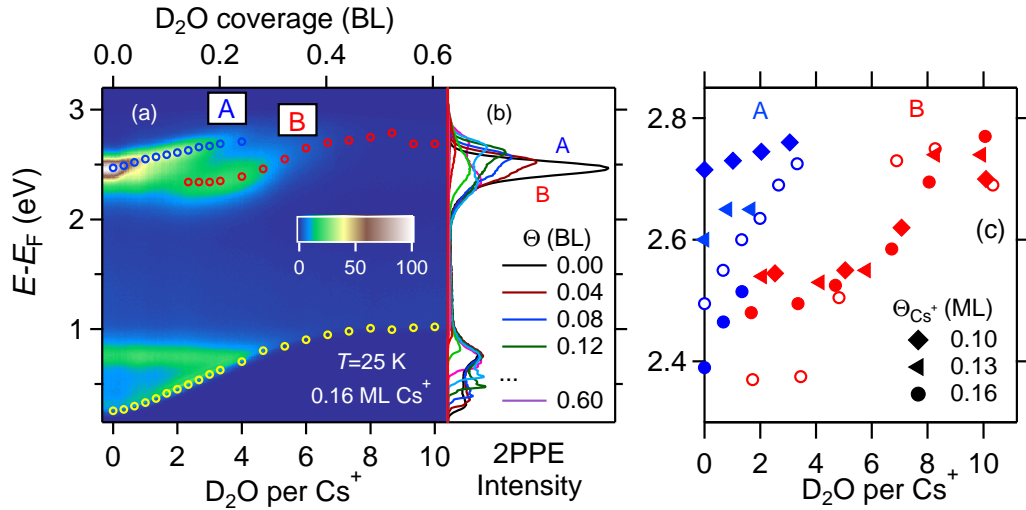 D₂O coverage (BL)
0.0 0.2 0.4 0.6
3
2
1
E-E_F (eV)
(a)
A
B
0 50 100
T=25 K
0.16 ML Cs⁺
0 2 4 6 8 10
D₂O per Cs⁺
(b)
A
B
Θ (BL)
0.00
0.04
0.08
0.12
...
0.60
2PPE
Intensity
2.8
2.6
2.4
A
B
(c)
Θ_Cs⁺ (ML)
0.10
0.13
0.16
0 2 4 6 8 10
D₂O per Cs⁺